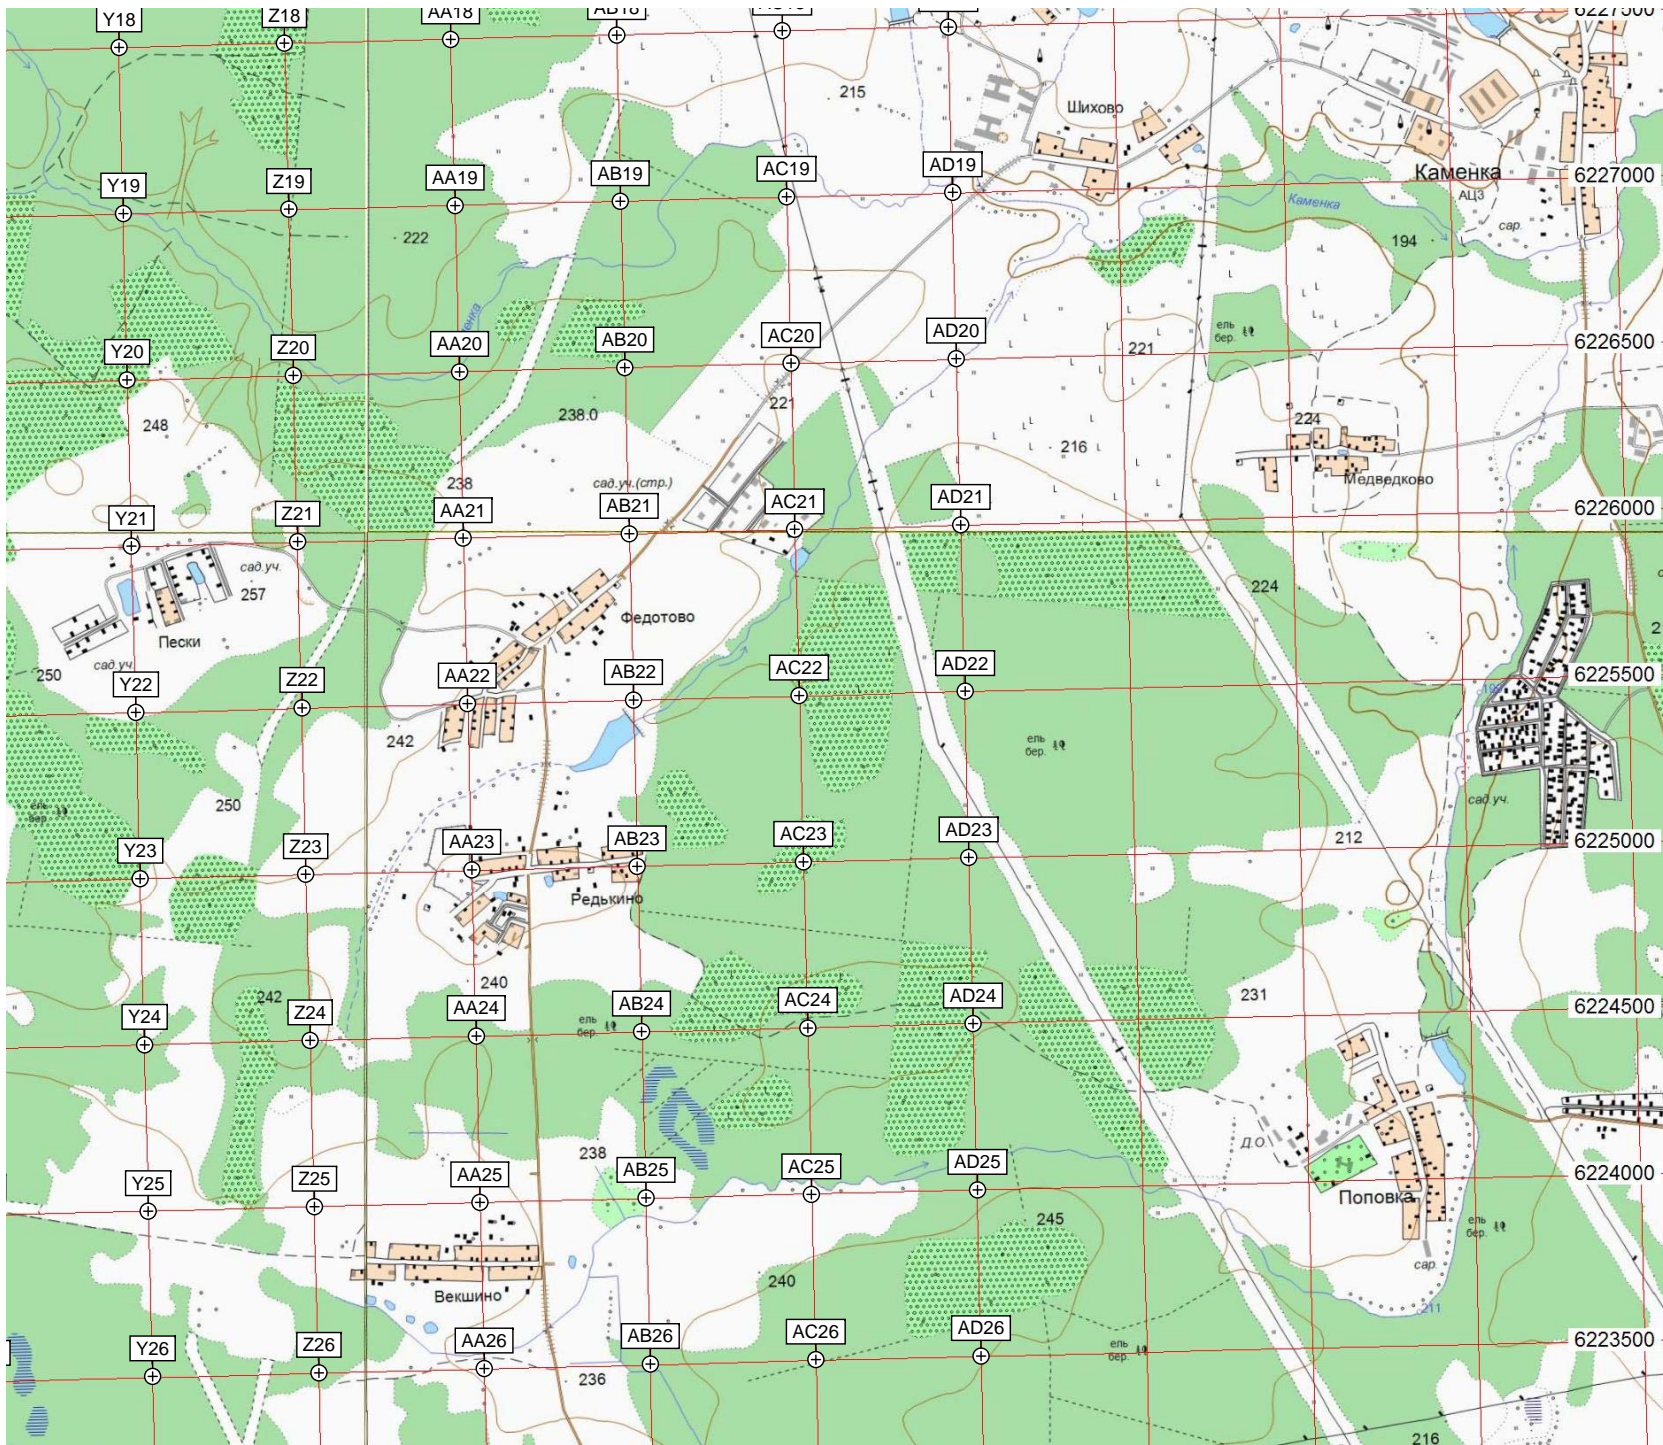 Y18
Z18
AA18
AB18
6227500
215
Шихово
Каменка
АЦЗ
Y19
Z19
AA19
AB19
AC19
AD19
6227000
Каменка
сар.
222
194
Y20
Z20
AA20
AB20
AC20
AD20
6226500
221
ель
бер.
248
238.0
221
224
216
Медведково
238
сад.уч.(стр.)
Y21
Z21
AA21
AB21
AC21
AD21
6226000
сад.уч.
257
224
Федотово
Пески
сад.уч.
250
Y22
Z22
AA22
AB22
AC22
AD22
6225500
242
ель
бер.
250
ель
бер.
сад.уч.
212
Y23
Z23
AA23
AB23
AC23
AD23
6225000
Редькино
240
242
231
Y24
Z24
AA24
AB24
AC24
AD24
6224500
ель
бер.
238
Д.О.
Y25
Z25
AA25
AB25
AC25
AD25
6224000
Поповка
245
ель
бер.
240
сар.
Векшино
211
Y26
Z26
AA26
AB26
AC26
AD26
6223500
ель
бер.
236
216